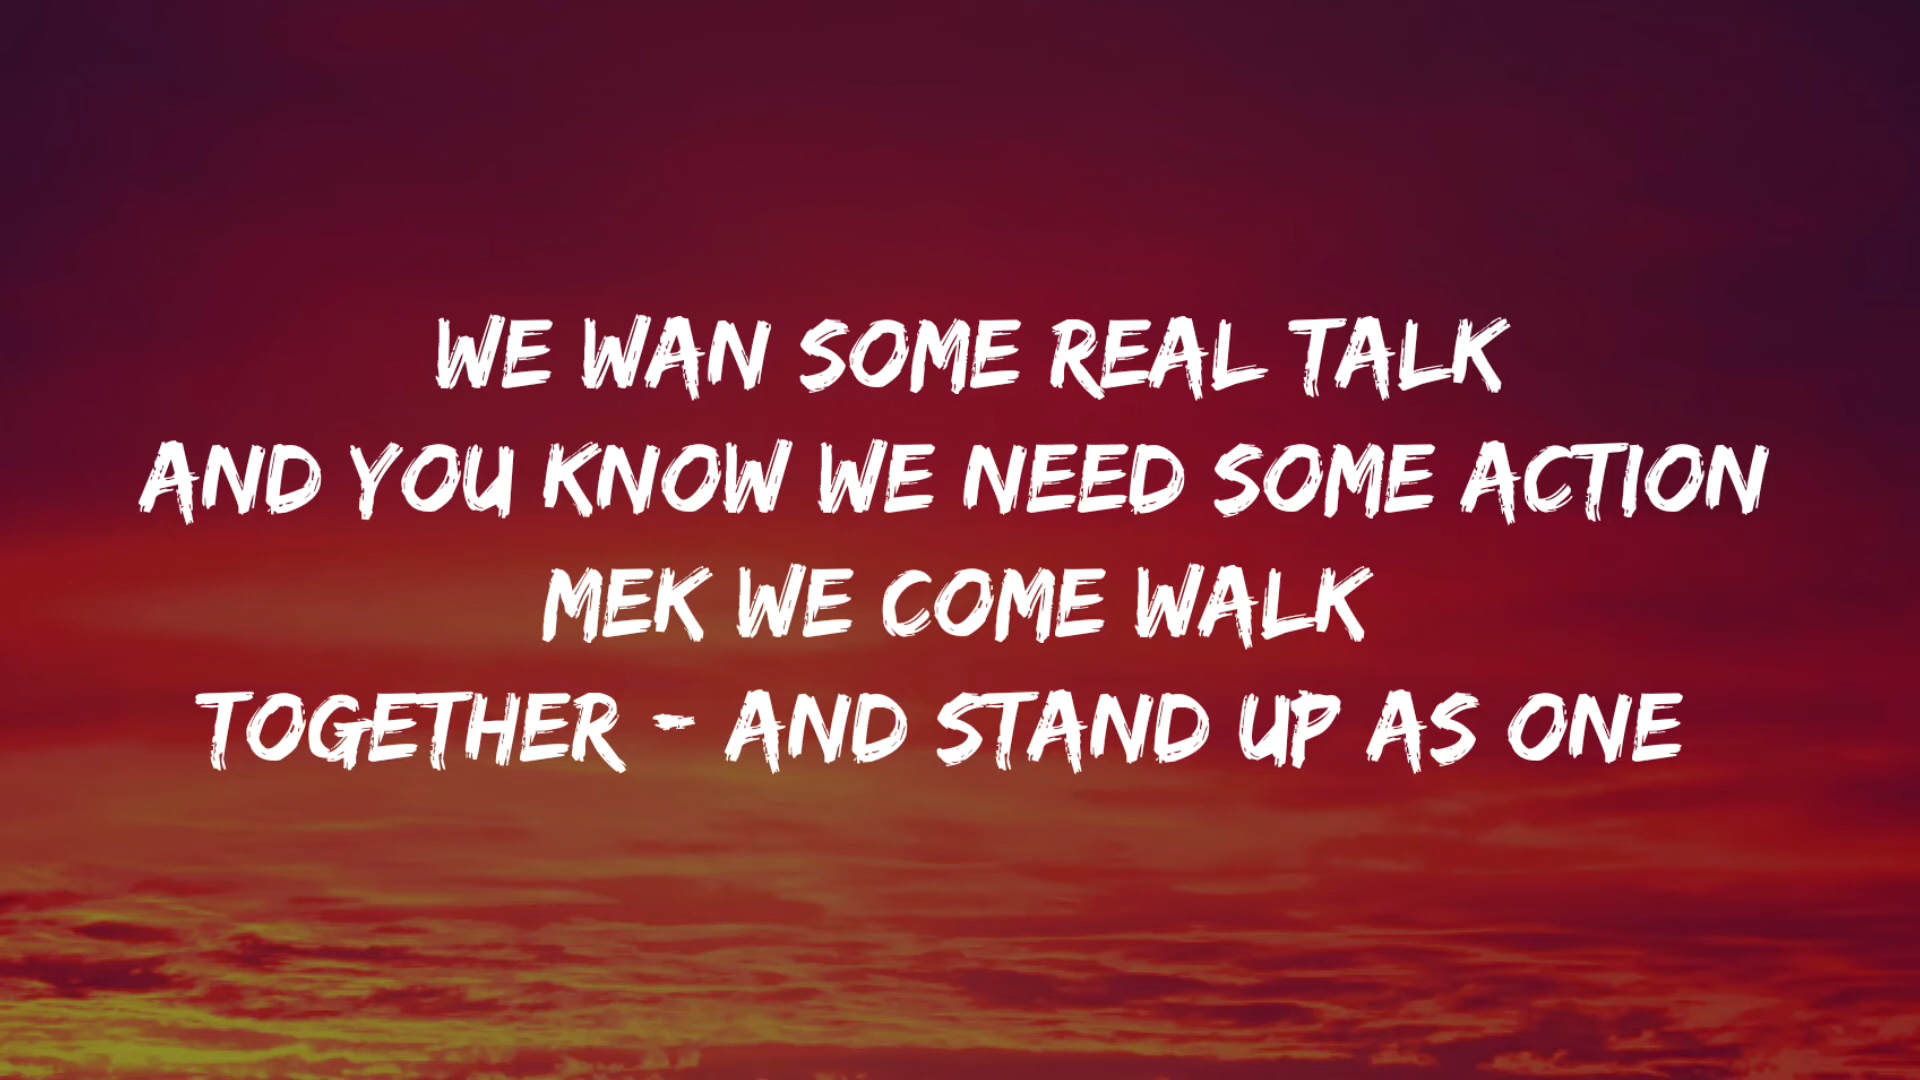 WE WAN SOME REAL TALK
AND YOU KNOW WE NEED SOME ACTION
MEK WE COME WALK
TOGETHER - AND STAND UP AS ONE